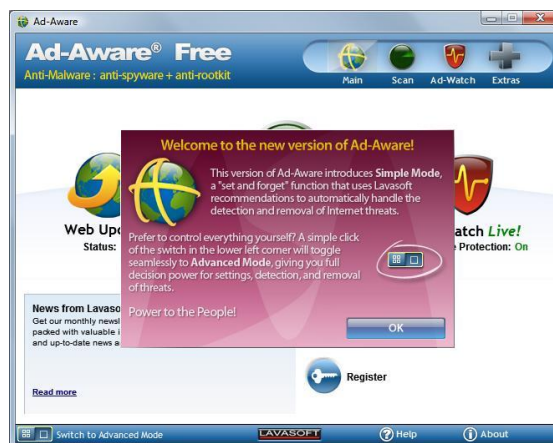 Ad-Aware
Ad-Aware® Free
Anti-Malware : anti-spyware + anti-rootkit
Main
Scan
Ad-Watch
Extras
Welcome to the new version of Ad-Aware!
This version of Ad-Aware introduces Simple Mode,
a "set and forget" function that uses Lavasoft
recommendations to automatically handle the
detection and removal of Internet threats.
Prefer to control everything yourself? A simple click
of the switch in the lower left corner will toggle
seamlessly to Advanced Mode, giving you full
decision power for settings, detection, and removal
of threats.
Power to the People!
OK
Web
Status:
Live!
Protection: On
News from
Get our monthly
packed with valuable
and up-to-date news
Read more
Register
Switch to Advanced Mode
LAVASOFT
Help
About